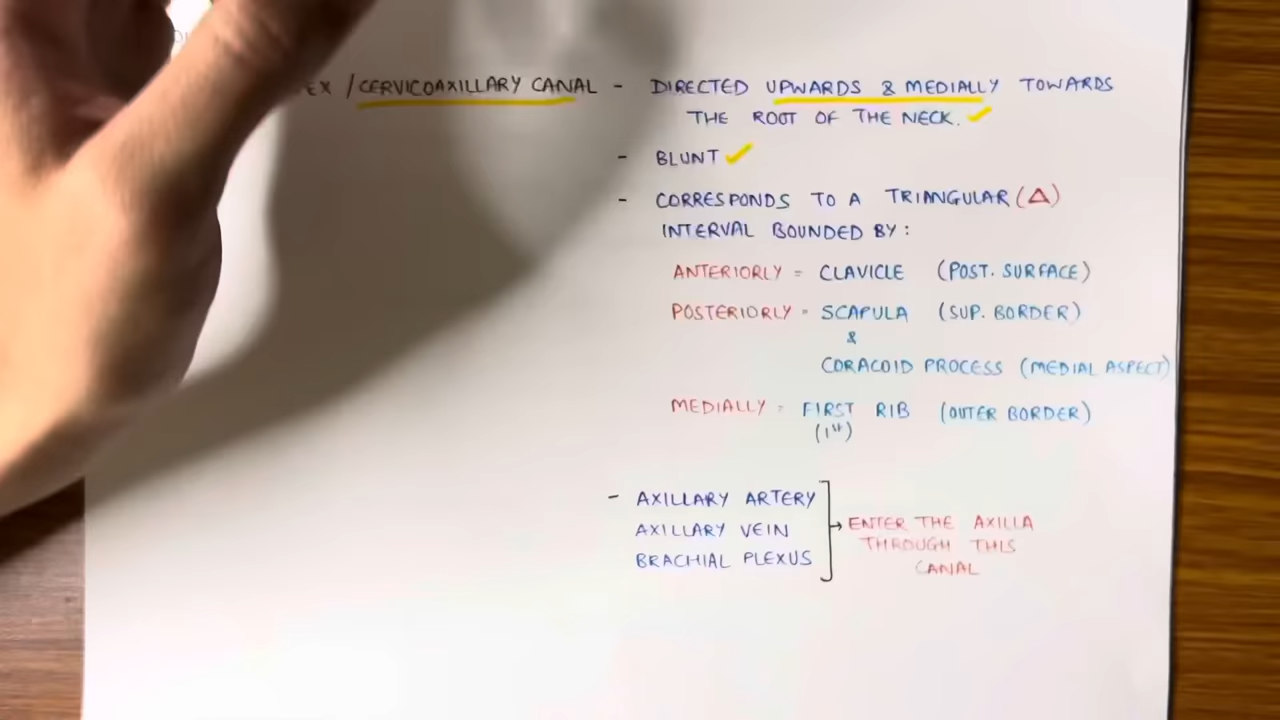 /CERVICOAXILLARY CANAL - DIRECTED UPWARDS & MEDIALLY TOWARDS
THE ROOT OF THE NECK.
- BLUNT
- CORRESPONDS TO A TRIANGULAR (Δ)
INTERVAL BOUNDED BY:
ANTERIORLY = CLAVICLE (POST. SURFACE)
POSTERIORLY = SCAPULA (SUP. BORDER)
&
CORACOID PROCESS (MEDIAL ASPECT)
MEDIALLY = FIRST RIB (OUTER BORDER)
(1st)
- AXILLARY ARTERY
AXILLARY VEIN
BRACHIAL PLEXUS
ENTER THE AXILLA
THROUGH THIS
CANAL